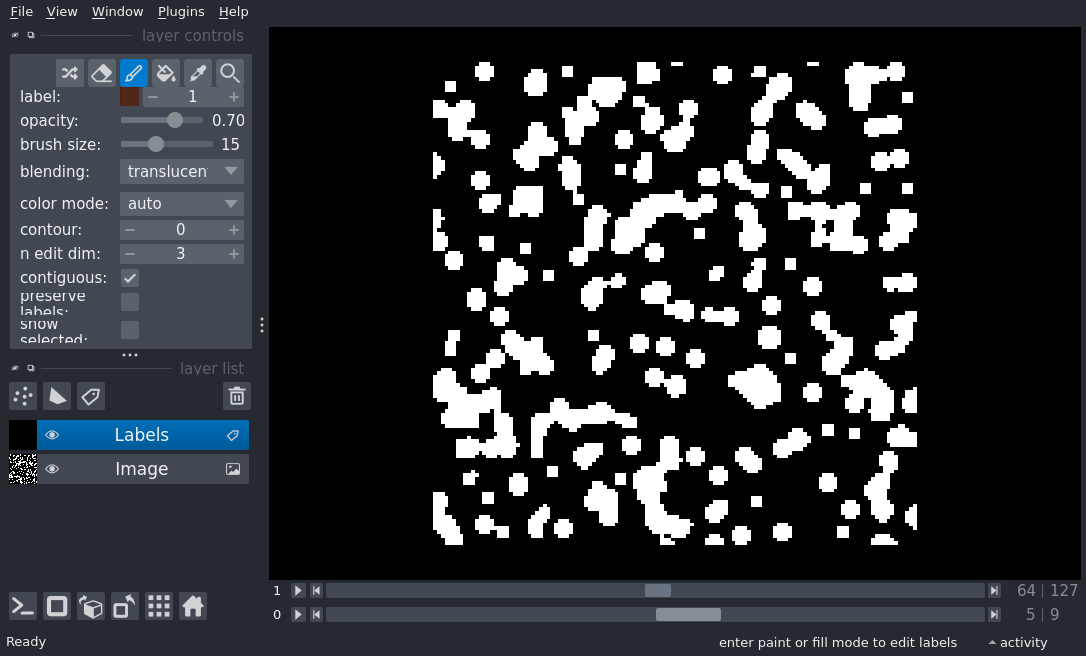 File View Window Plugins Help
layer controls
label: − 1 +
opacity: 0.70
brush size: 15
blending: translucen
color mode: auto
contour: − 0 +
n edit dim: − 3 +
contiguous:
preserve
labels:
show
selected:
layer list
Labels
Image
1 64 | 127
0 5 | 9
Ready enter paint or fill mode to edit labels activity